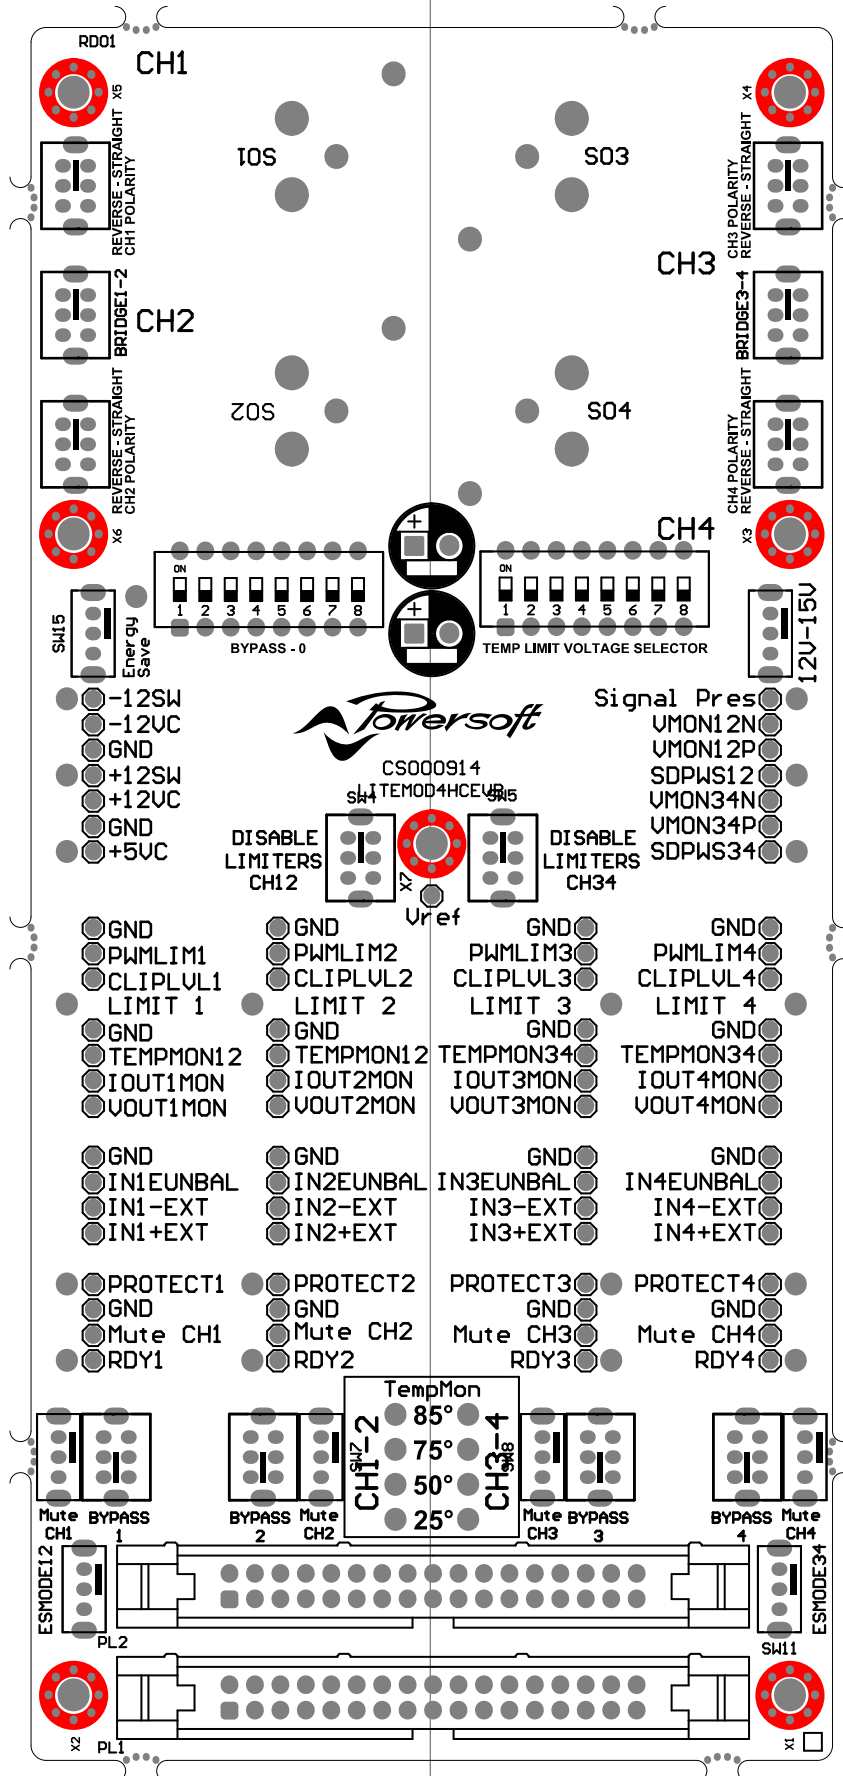 RD01
CH1
X5
X4
SO1
SO3
REVERSE - STRAIGHT
CH1 POLARITY
CH3 POLARITY
REVERSE - STRAIGHT
CH3
BRIDGE1-2
CH2
BRIDGE3-4
SO2
SO4
REVERSE - STRAIGHT
CH2 POLARITY
CH4 POLARITY
REVERSE - STRAIGHT
X6
+
CH4
X3
ON
1 2 3 4 5 6 7 8
BYPASS - 0
ON
1 2 3 4 5 6 7 8
TEMP LIMIT VOLTAGE SELECTOR
+
SW15
Energy
Save
12V-15V
-12SW
-12VC
GND
+12SW
+12VC
GND
+5VC
Signal Pres
VMON12N
VMON12P
SDPWS12
VMON34N
VMON34P
SDPWS34
Powersoft
CS000914
LITEMOD4HCEVB
SW4
SW5
DISABLE
LIMITERS
CH12
DISABLE
LIMITERS
CH34
X7
Vref
GND
PWMLIM1
CLIPLVL1
LIMIT 1
GND
TEMPMON12
IOUT1MON
VOUT1MON
GND
PWMLIM2
CLIPLVL2
LIMIT 2
GND
TEMPMON12
IOUT2MON
VOUT2MON
GND
PWMLIM3
CLIPLVL3
LIMIT 3
GND
TEMPMON34
IOUT3MON
VOUT3MON
GND
PWMLIM4
CLIPLVL4
LIMIT 4
GND
TEMPMON34
IOUT4MON
VOUT4MON
GND
IN1EUNBAL
IN1-EXT
IN1+EXT
GND
IN2EUNBAL
IN2-EXT
IN2+EXT
GND
IN3EUNBAL
IN3-EXT
IN3+EXT
GND
IN4EUNBAL
IN4-EXT
IN4+EXT
PROTECT1
GND
Mute CH1
RDY1
PROTECT2
GND
Mute CH2
RDY2
PROTECT3
GND
Mute CH3
RDY3
PROTECT4
GND
Mute CH4
RDY4
TempMon
85°
75°
50°
25°
CH1-2
SW7
CH3-4
SW8
Mute
CH1
BYPASS
1
BYPASS
2
Mute
CH2
Mute
CH3
BYPASS
3
BYPASS
4
Mute
CH4
ESMODE12
ESMODE34
PL2
SW11
X2
PL1
X1